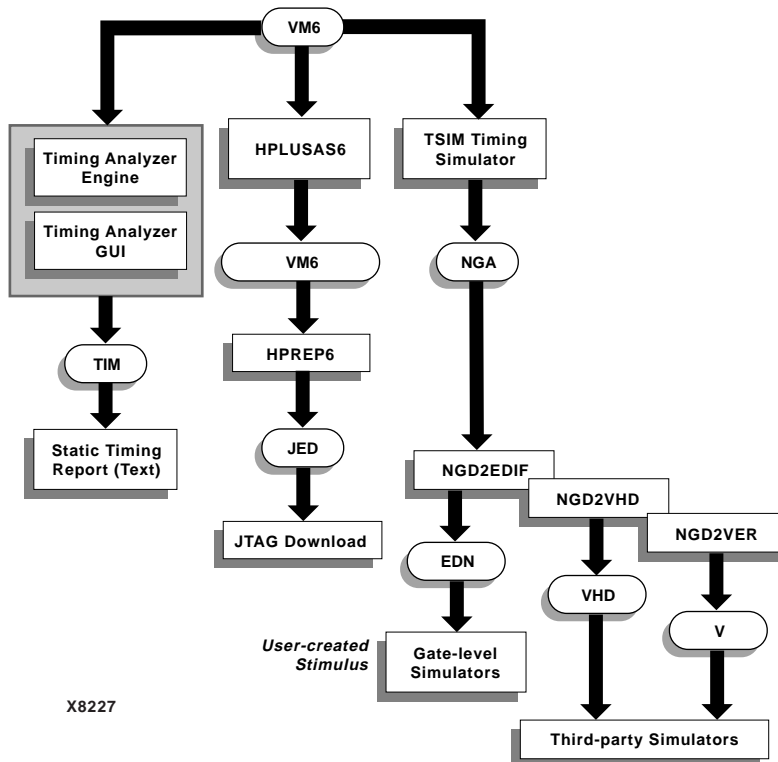 VM6
Timing Analyzer
Engine
Timing Analyzer
GUI
HPLUSAS6
TSIM Timing
Simulator
VM6
NGA
TIM
HPREP6
Static Timing
Report (Text)
JED
NGD2EDIF
NGD2VHD
NGD2VER
JTAG Download
EDN
VHD
V
User-created
Stimulus
Gate-level
Simulators
X8227
Third-party Simulators